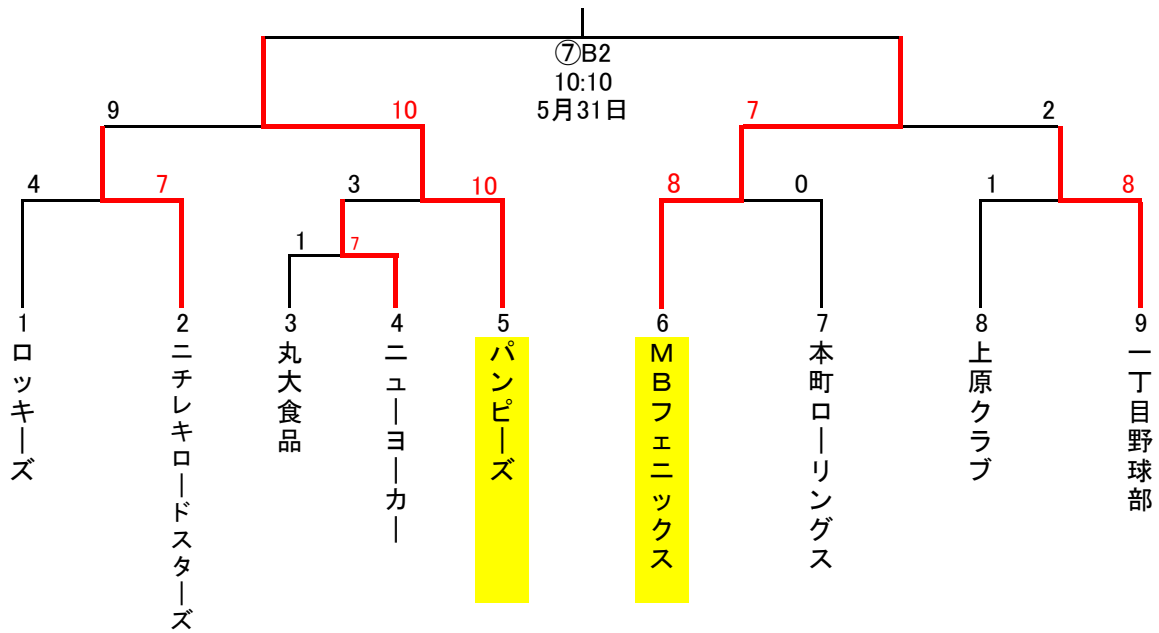 ⑦B2
10:10
5月31日
9
10
7
2
4
7
3
10
8
0
1
8
1
7
1
ロッキーズ
2
ニチレキロードスターズ
3
丸大食品
4
ニューヨーカー
5
パンピーズ
6
MBフェニックス
7
本町ローリングス
8
上原クラブ
9
一丁目野球部